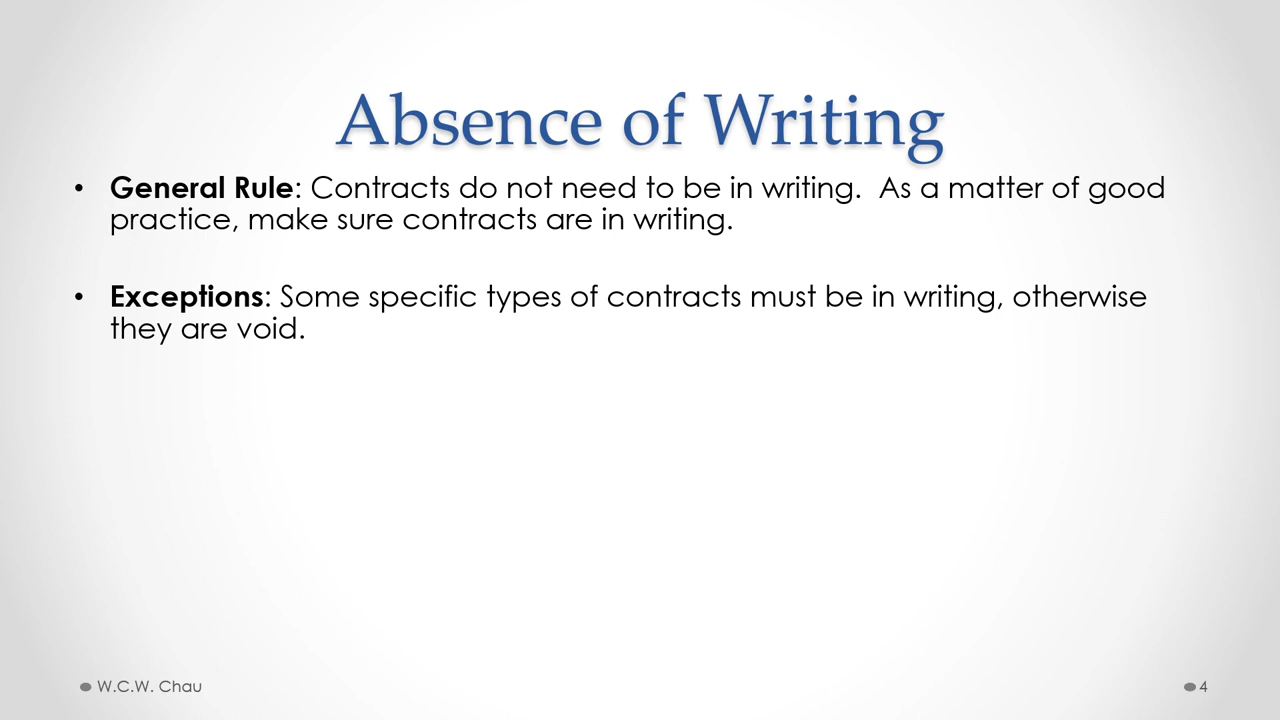 Absence of Writing
• General Rule: Contracts do not need to be in writing.  As a matter of good
practice, make sure contracts are in writing.
• Exceptions: Some specific types of contracts must be in writing, otherwise
they are void.
W.C.W. Chau
4